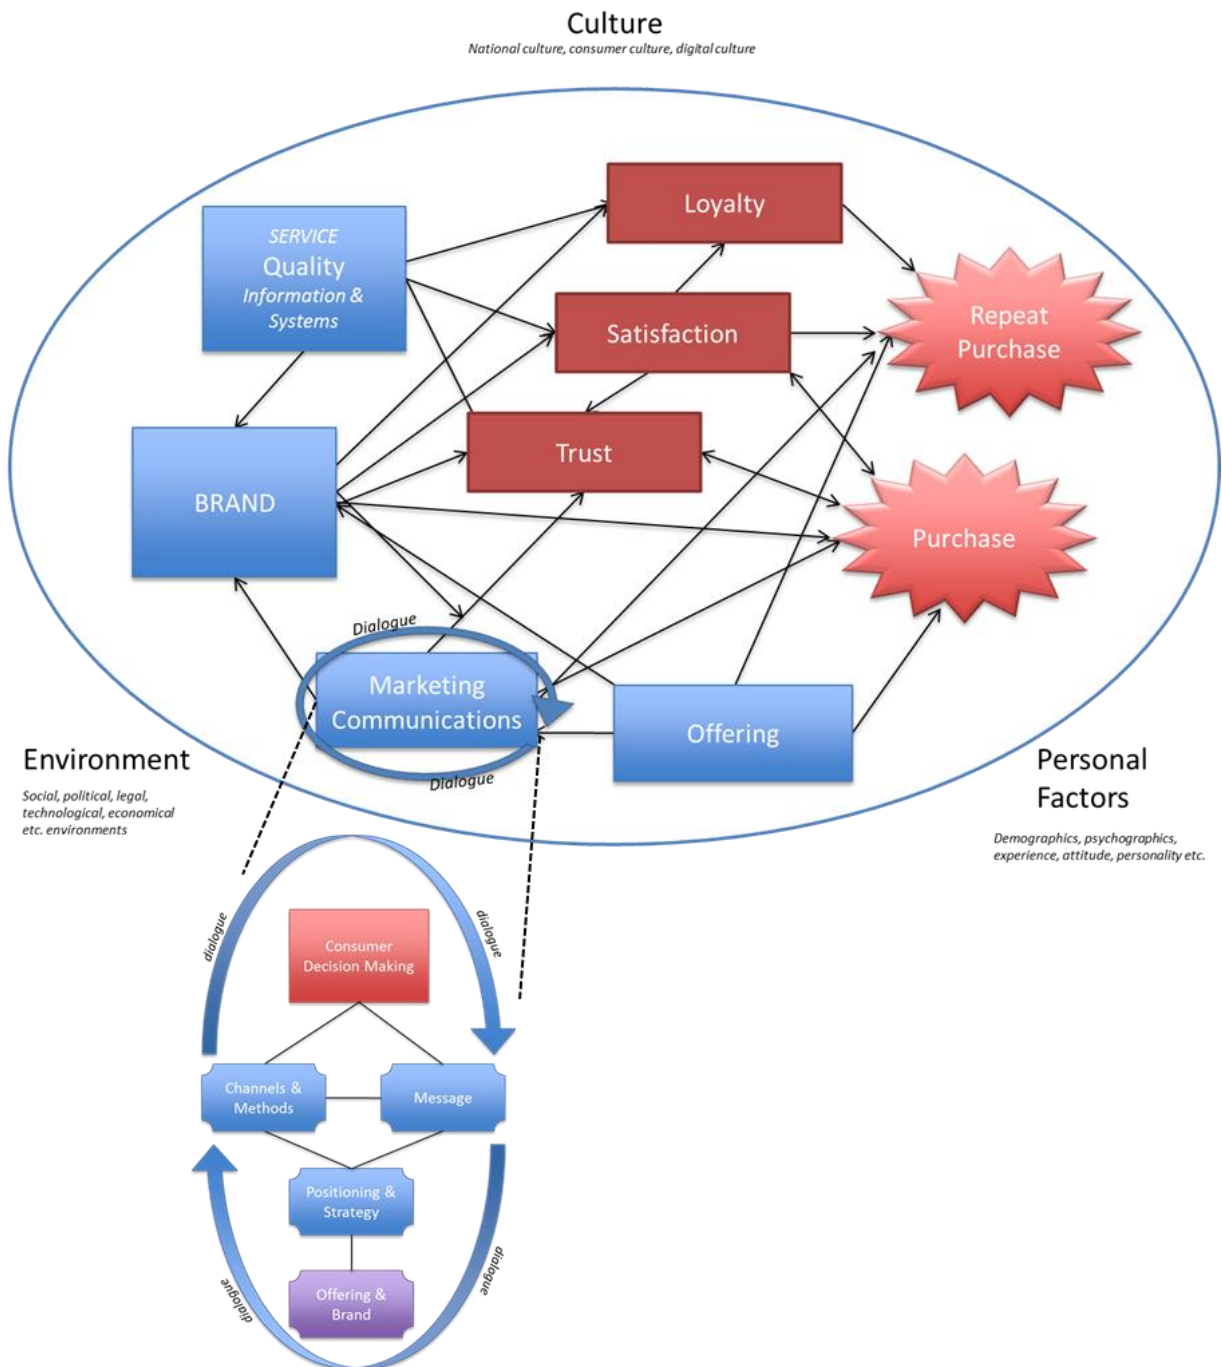 Culture
National culture, consumer culture, digital culture
Loyalty
SERVICE
Quality
Information &
Systems
Repeat
Purchase
Satisfaction
Trust
BRAND
Purchase
Dialogue
Marketing
Communications
Offering
Dialogue
Environment
Social, political, legal,
technological, economical
etc. environments
Personal
Factors
Demographics, psychographics,
experience, attitude, personality etc.
dialogue
dialogue
Consumer
Decision Making
Channels &
Methods
Message
Positioning &
Strategy
dialogue
dialogue
Offering &
Brand